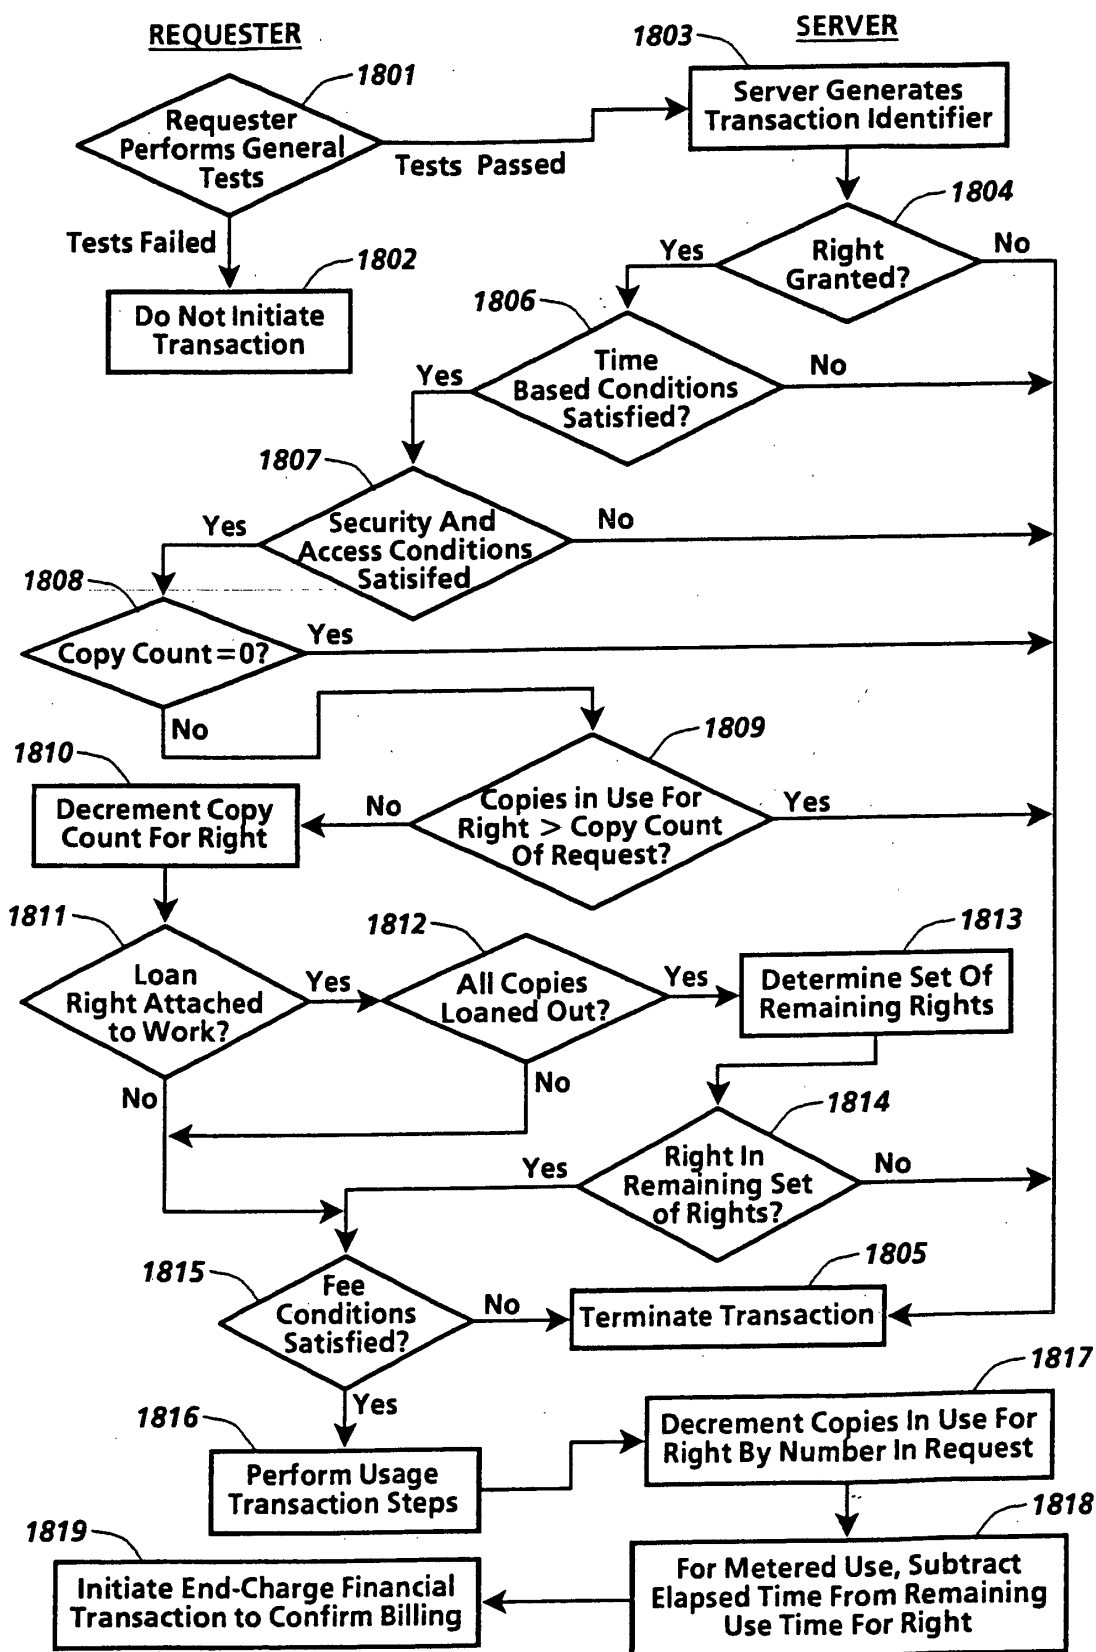 REQUESTER
SERVER
1801
1803
Requester
Performs General
Tests
Server Generates
Transaction Identifier
Tests Passed
Tests Failed
1802
Do Not Initiate
Transaction
1804
Right
Granted?
Yes
No
1806
Time
Based Conditions
Satisfied?
Yes
No
1807
Security And
Access Conditions
Satisifed
Yes
No
1808
Copy Count=0?
Yes
No
1809
Copies in Use For
Right > Copy Count
Of Request?
No
Yes
1810
Decrement Copy
Count For Right
1811
Loan
Right Attached
to Work?
Yes
No
1812
All Copies
Loaned Out?
Yes
No
1813
Determine Set Of
Remaining Rights
1814
Right In
Remaining Set
of Rights?
Yes
No
1815
Fee
Conditions
Satisfied?
No
Yes
1805
Terminate Transaction
1816
Perform Usage
Transaction Steps
1817
Decrement Copies In Use For
Right By Number In Request
1818
For Metered Use, Subtract
Elapsed Time From Remaining
Use Time For Right
1819
Initiate End-Charge Financial
Transaction to Confirm Billing